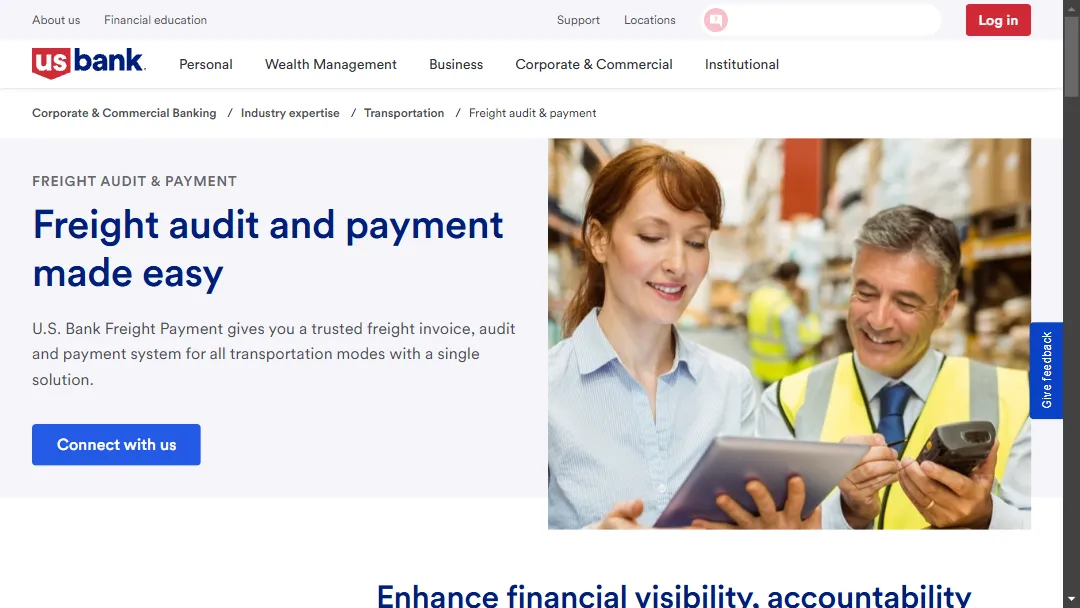 About us
Financial education
Support
Locations
Log in
us bank
Personal
Wealth Management
Business
Corporate & Commercial
Institutional
Corporate & Commercial Banking / Industry expertise / Transportation / Freight audit & payment
FREIGHT AUDIT & PAYMENT
Freight audit and payment
made easy
U.S. Bank Freight Payment gives you a trusted freight invoice, audit
and payment system for all transportation modes with a single
solution.
Connect with us
Give feedback
Enhance financial visibility, accountability